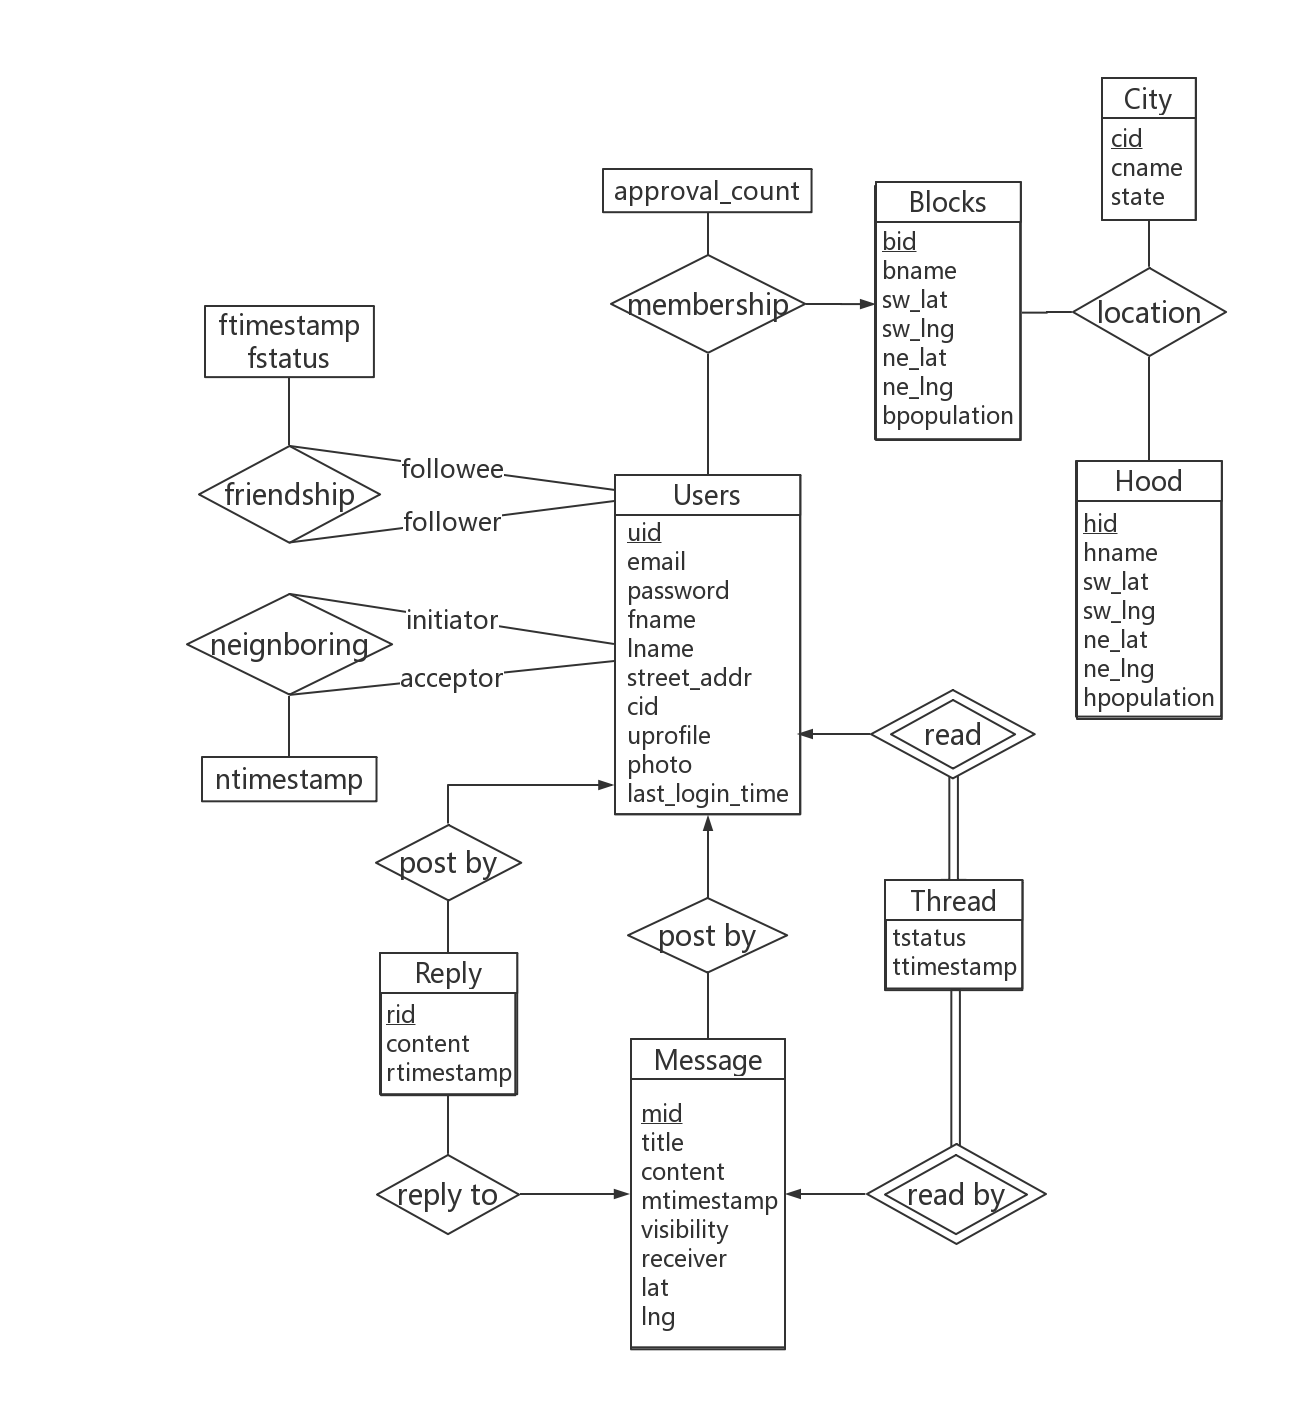 City
cid
cname
state
approval_count
Blocks
bid
bname
sw_lat
sw_lng
ne_lat
ne_lng
bpopulation
membership
location
ftimestamp
fstatus
friendship
followee
follower
Hood
hid
hname
sw_lat
sw_lng
ne_lat
ne_lng
hpopulation
Users
uid
email
password
fname
lname
street_addr
cid
uprofile
photo
last_login_time
initiator
neignboring
acceptor
ntimestamp
read
post by
post by
Thread
tstatus
ttimestamp
Reply
rid
content
rtimestamp
Message
mid
title
content
mtimestamp
visibility
receiver
lat
lng
reply to
read by